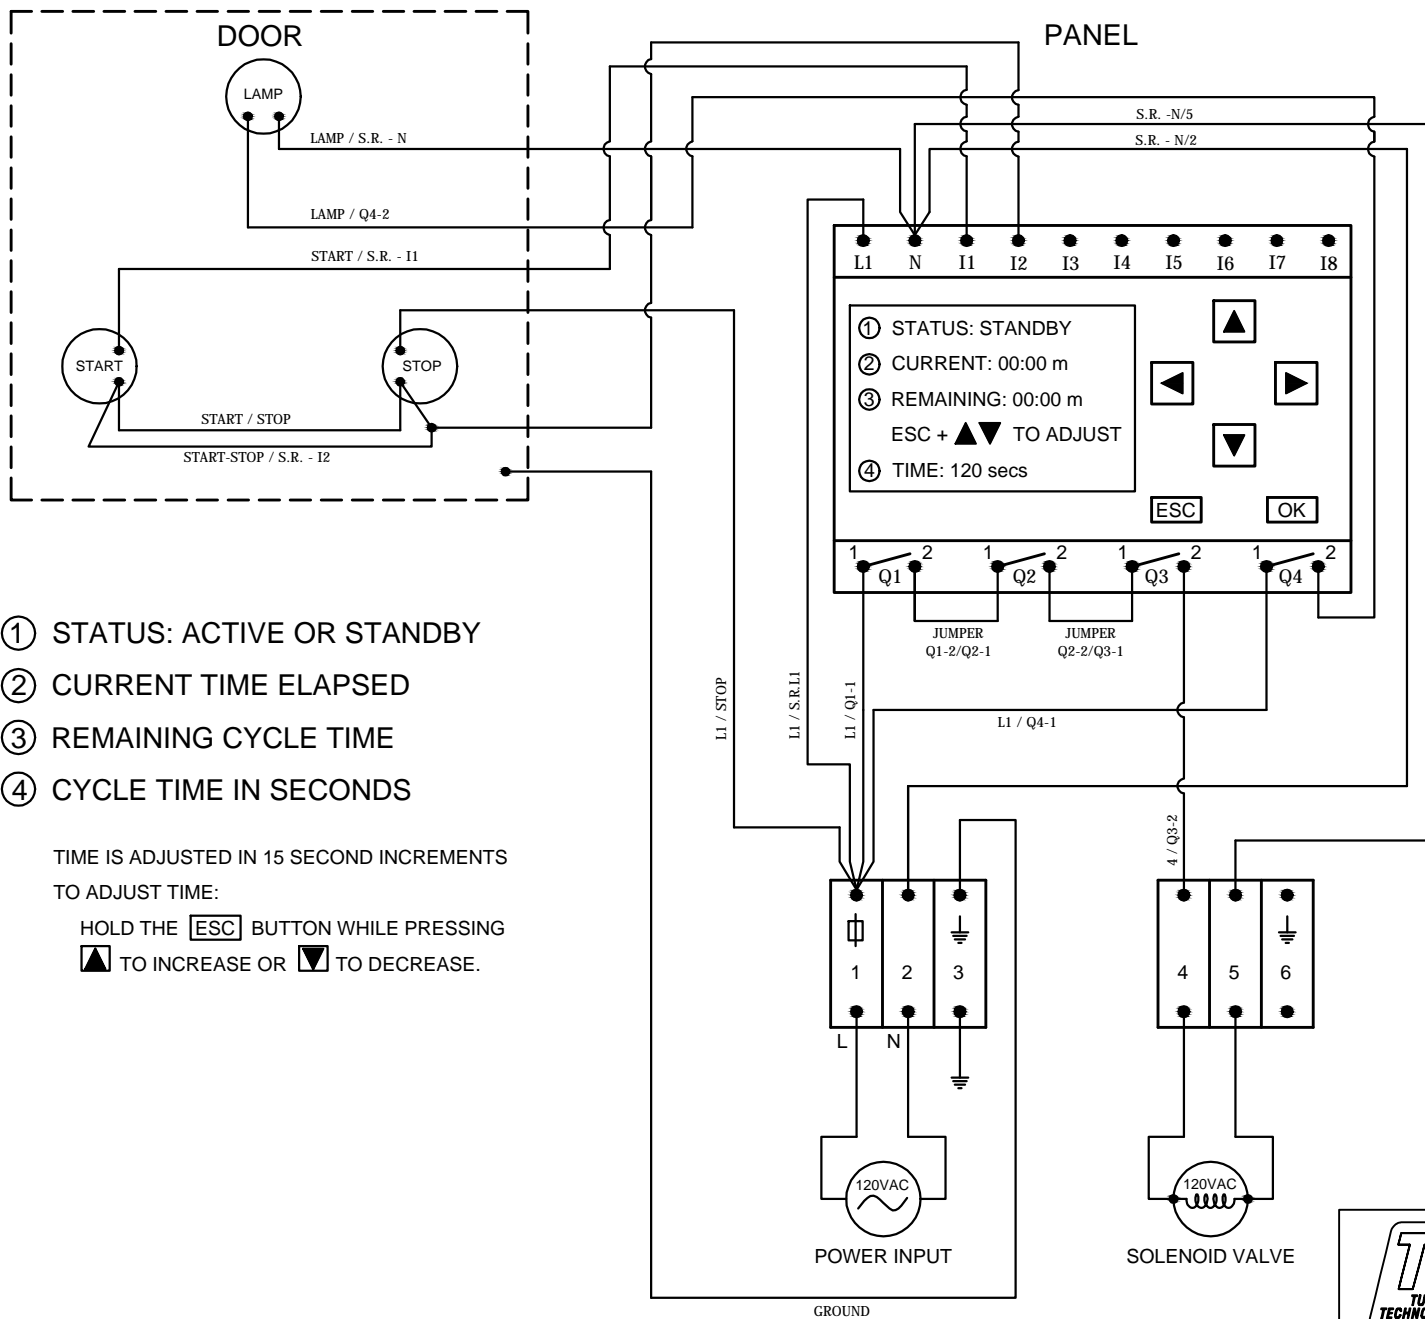 DOOR
PANEL
LAMP
LAMP / S.R. - N
S.R. -N/5
S.R. - N/2
LAMP / Q4-2
START / S.R. - I1
START
STOP
START / STOP
START-STOP / S.R. - I2
L1 N I1 I2 I3 I4 I5 I6 I7 I8
1 STATUS: STANDBY
2 CURRENT: 00:00 m
3 REMAINING: 00:00 m
ESC + ▲▼ TO ADJUST
4 TIME: 120 secs
ESC OK
1 2 1 2 1 2 1 2
Q1 Q2 Q3 Q4
JUMPER
Q1-2/Q2-1
JUMPER
Q2-2/Q3-1
L1 / STOP
L1 / S.R.L1
L1 / Q1-1
L1 / Q4-1
4 / Q3-2
1 STATUS: ACTIVE OR STANDBY
2 CURRENT TIME ELAPSED
3 REMAINING CYCLE TIME
4 CYCLE TIME IN SECONDS
TIME IS ADJUSTED IN 15 SECOND INCREMENTS
TO ADJUST TIME:
HOLD THE ESC BUTTON WHILE PRESSING
▲ TO INCREASE OR ▼ TO DECREASE.
1 2 3
4 5 6
L N
120VAC
POWER INPUT
120VAC
SOLENOID VALVE
GROUND